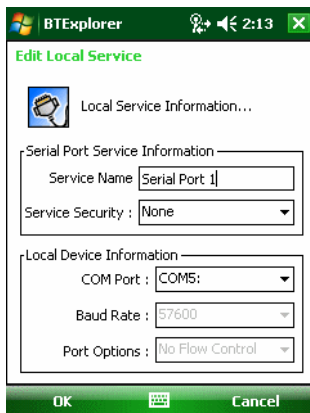 BTExplorer 2:13
Edit Local Service
Local Service Information...
Serial Port Service Information
Service Name Serial Port 1
Service Security : None
Local Device Information
COM Port : COM5:
Baud Rate : 57600
Port Options : No Flow Control
OK Cancel